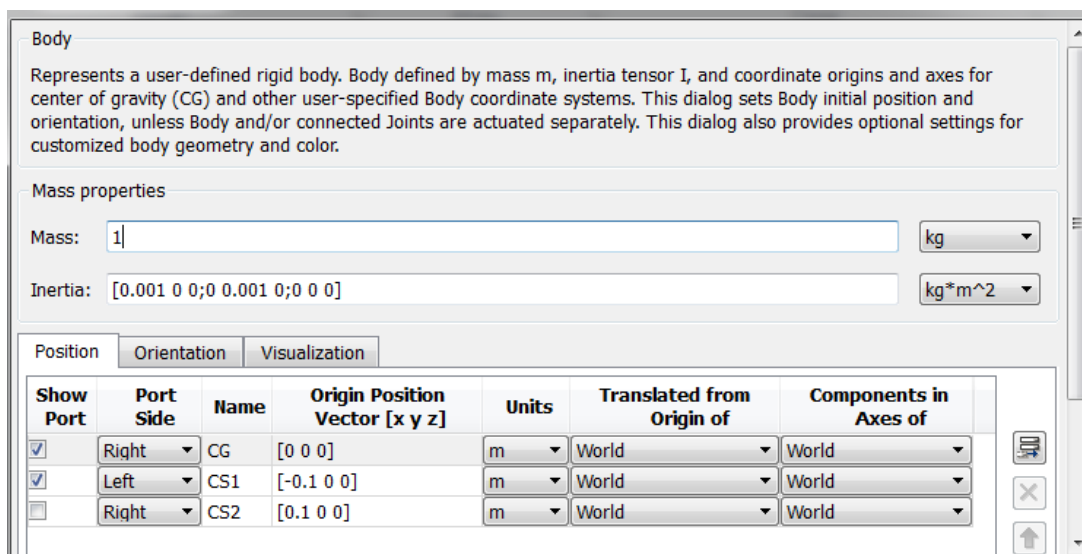 Body
Represents a user-defined rigid body. Body defined by mass m, inertia tensor I, and coordinate origins and axes for
center of gravity (CG) and other user-specified Body coordinate systems. This dialog sets Body initial position and
orientation, unless Body and/or connected Joints are actuated separately. This dialog also provides optional settings for
customized body geometry and color.
Mass properties
Mass: 1 kg
Inertia: [0.001 0 0;0 0.001 0;0 0 0] kg*m^2
Position Orientation Visualization
Show Port Origin Position Translated from Components in
Port Side Name Vector [x y z] Units Origin of Axes of
Right CG [0 0 0] m World World
Left CS1 [-0.1 0 0] m World World
Right CS2 [0.1 0 0] m World World